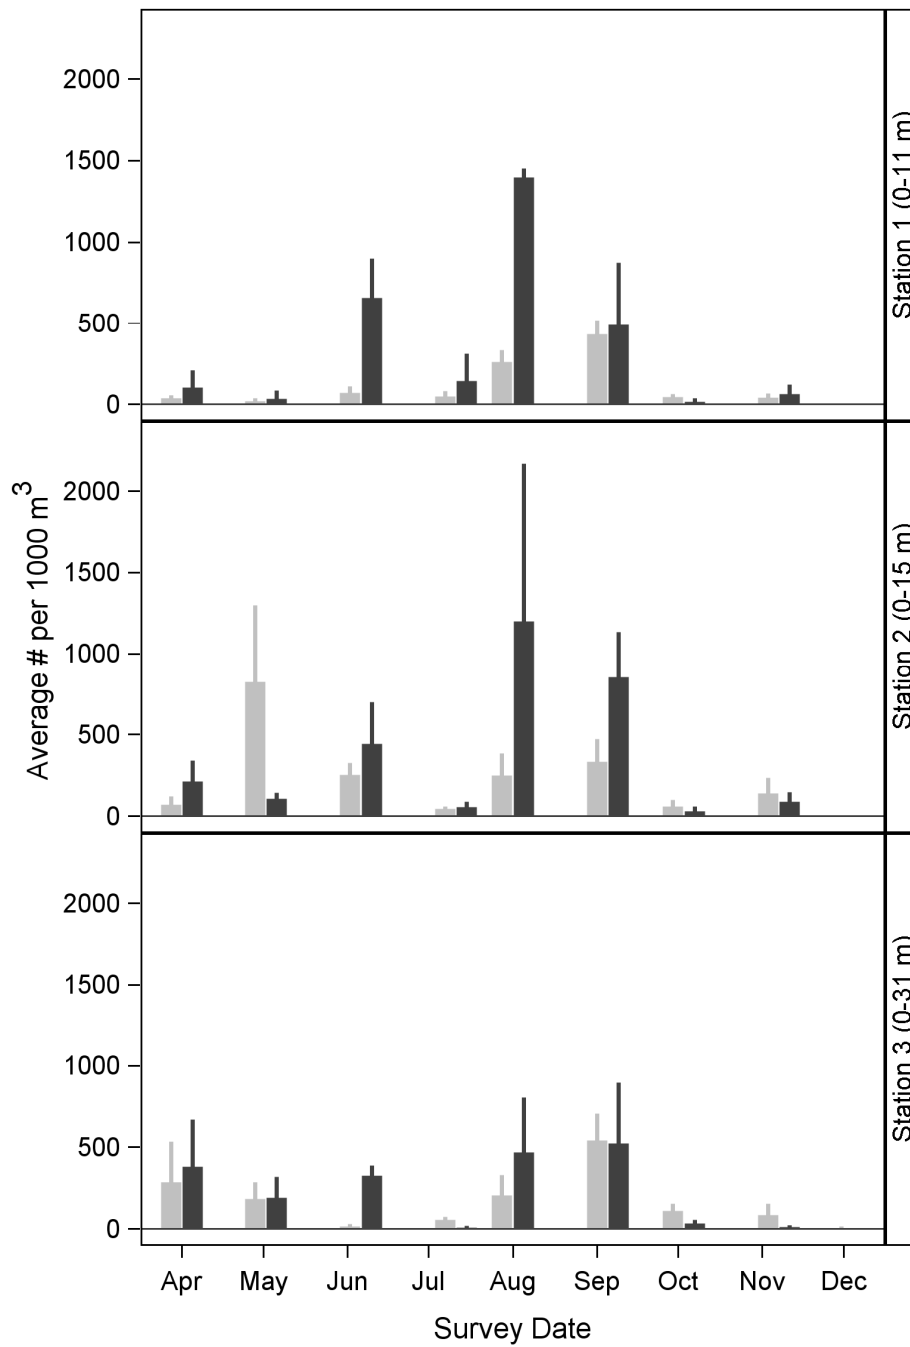 2000
1500
1000
500
0
Station 1 (0-11 m)
Average # per 1000 m³
2000
1500
1000
500
0
Station 2 (0-15 m)
2000
1500
1000
500
0
Station 3 (0-31 m)
Apr May Jun Jul Aug Sep Oct Nov Dec
Survey Date